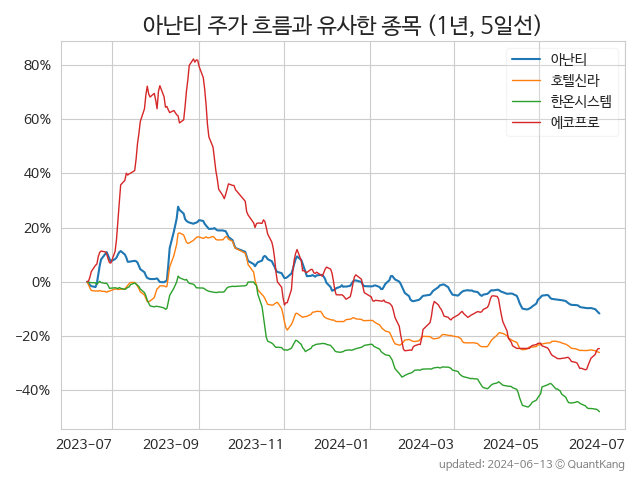 아난티 주가 흐름과 유사한 종목 (1년, 5일선)
아난티
호텔신라
한온시스템
에코프로
80%
60%
40%
20%
0%
−20%
−40%
2023-07
2023-09
2023-11
2024-01
2024-03
2024-05
2024-07
updated: 2024-06-13 © QuantKang